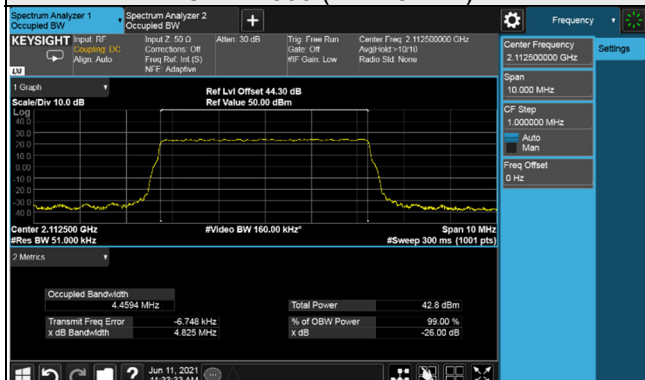 Spectrum Analyzer 1
Occupied BW
Spectrum Analyzer 2
Occupied BW
+
Frequency
KEYSIGHT
Input: RF
Coupling: DC
Align: Auto
Input Z: 50 Ω
Corrections: Off
Freq Ref: Int (S)
NFE: Adaptive
Atten: 30 dB
Trig: Free Run
Gate: Off
#IF Gain: Low
Center Freq: 2.112500000 GHz
Avg|Hold:>10/10
Radio Std: None
LXI
Center Frequency
2.112500000 GHz
Settings
Span
10.000 MHz
CF Step
1.000000 MHz
Auto
Man
Freq Offset
0 Hz
1 Graph
Scale/Div 10.0 dB
Ref Lvl Offset 44.30 dB
Ref Value 50.00 dBm
Log
40.0
30.0
20.0
10.0
0.00
-10.0
-20.0
-30.0
-40.0
Center 2.112500 GHz
#Res BW 51.000 kHz
#Video BW 160.00 kHz*
Span 10 MHz
#Sweep 300 ms (1001 pts)
2 Metrics
Occupied Bandwidth
4.4594 MHz
Total Power 42.8 dBm
Transmit Freq Error -6.748 kHz
% of OBW Power 99.00 %
x dB Bandwidth 4.825 MHz
x dB -26.00 dB
?
Jun 11, 2021